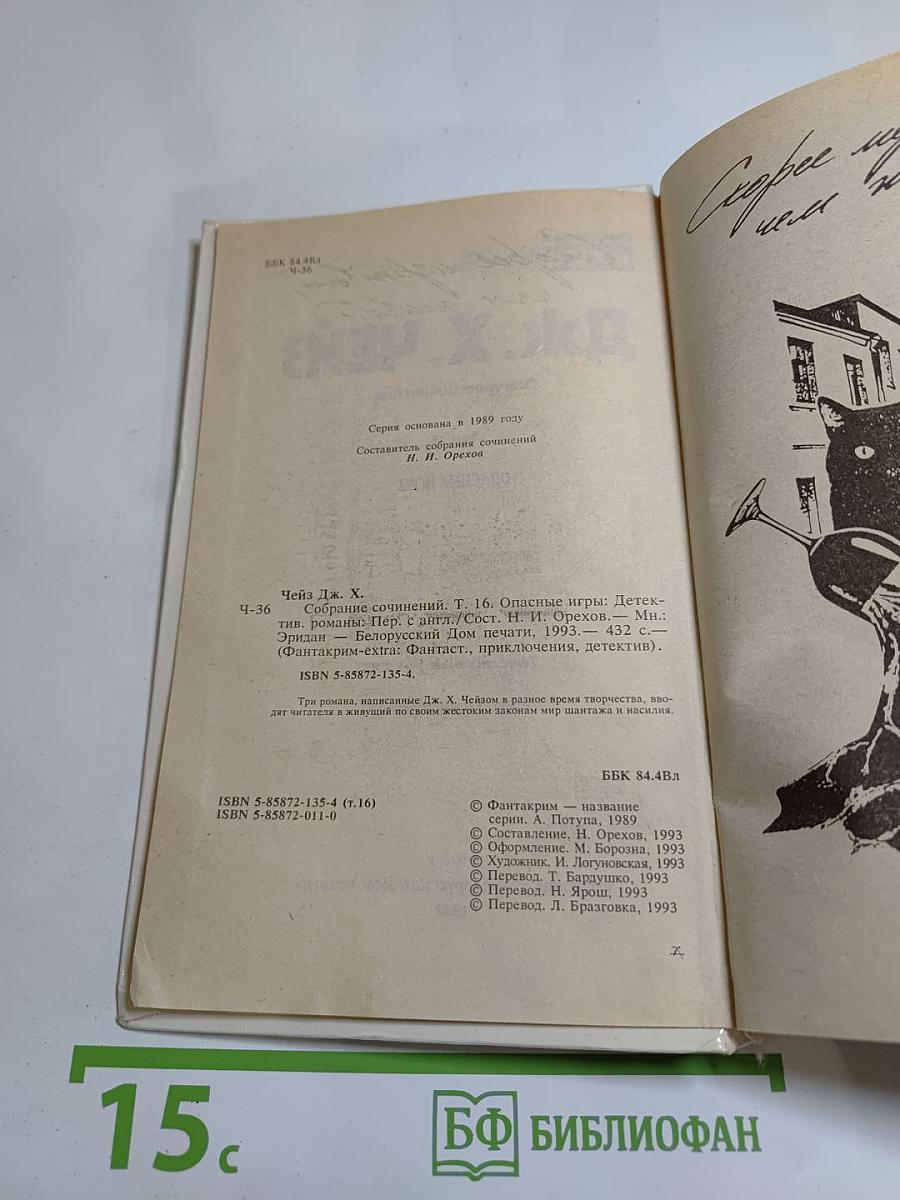 ББК 84.4Вл
Ч-36
Серия основана в 1989 году
Составитель собрания сочинений
Н. И. Орехов
Чейз Дж. Х.
Ч-36 Собрание сочинений. Т. 16. Опасные игры: Детек-
тив. романы: Пер. с англ./Сост. Н. И. Орехов.— Мн.:
Эридан — Белорусский Дом печати, 1993.— 432 с.—
(Фантакрим-extra: Фантаст., приключения, детектив).
ISBN 5-85872-135-4.
Три романа, написанные Дж. Х. Чейзом в разное время творчества, вво-
дят читателя в живущий по своим жестоким законам мир шантажа и насилия.
ББК 84.4Вл
ISBN 5-85872-135-4 (т.16)
ISBN 5-85872-011-0
© Фантакрим — название
серии. А. Потупа, 1989
© Составление. Н. Орехов, 1993
© Оформление. М. Борозна, 1993
© Художник. И. Логуновская, 1993
© Перевод. Т. Бардушко, 1993
© Перевод. Н. Ярош, 1993
© Перевод. Л. Бразговка, 1993
Скорее
чем
15 с
БФ БИБЛИОФАН